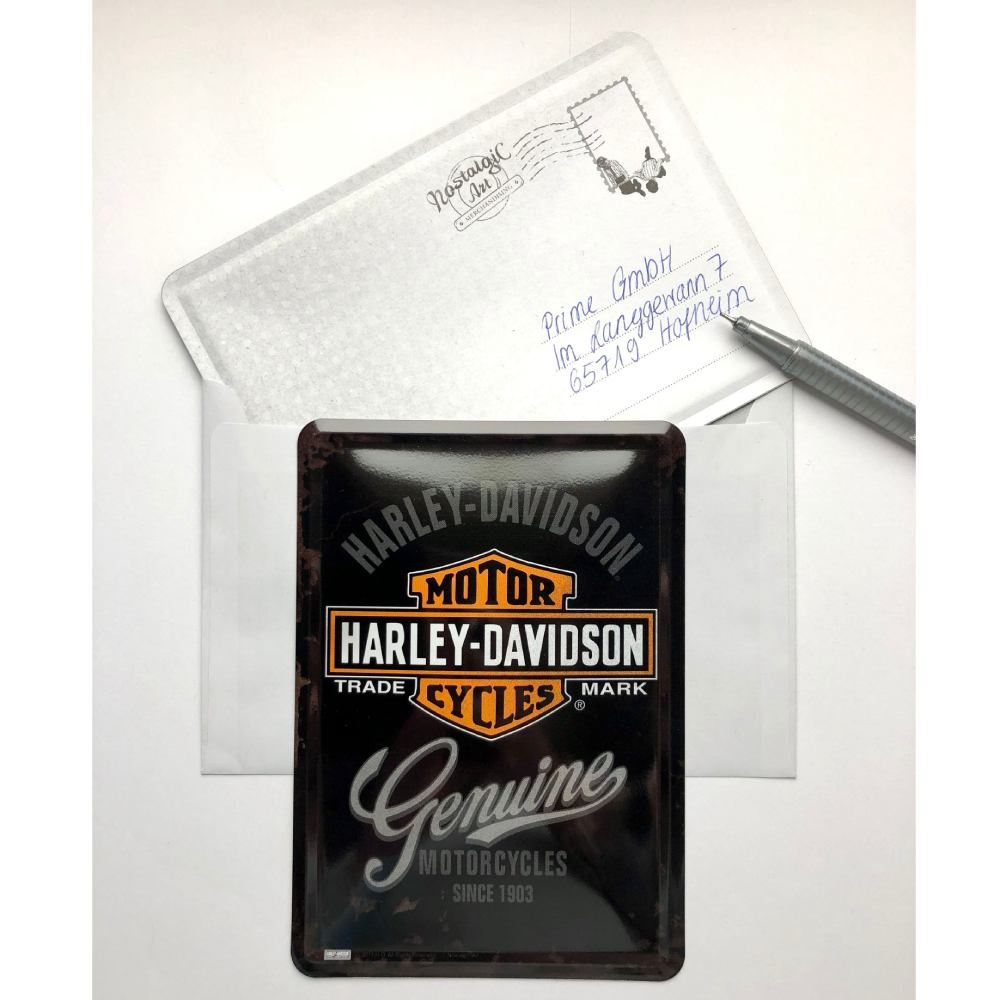 Nostalgic
Art
MERCHANDISING
Prime GmbH
Im Langgewann 7
65719 Hofheim
HARLEY-DAVIDSON
MOTOR
HARLEY-DAVIDSON
TRADE MARK
CYCLES ®
Genuine
MOTORCYCLES
SINCE 1903